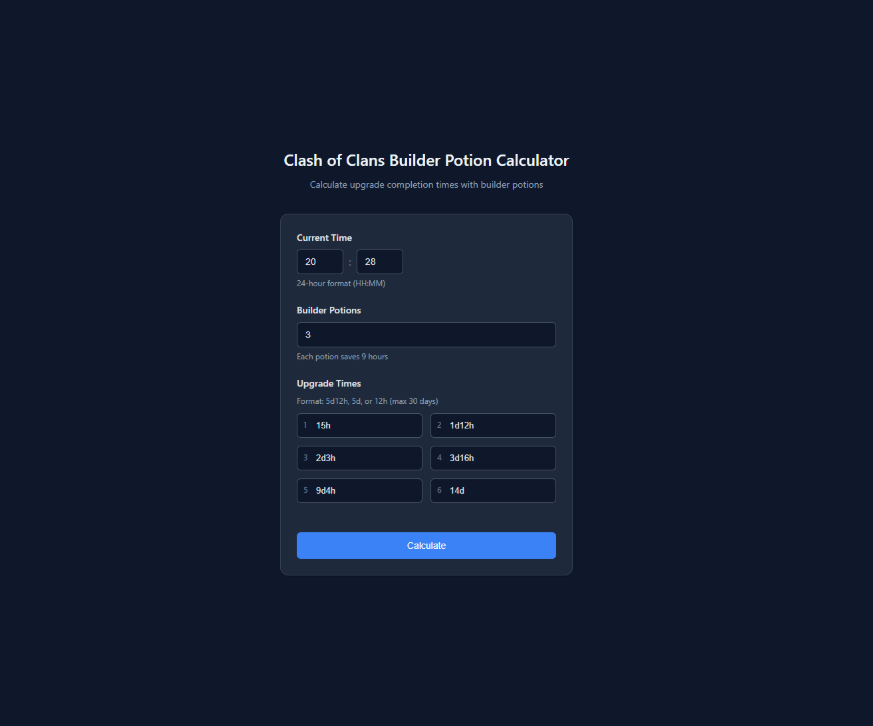 Clash of Clans Builder Potion Calculator
Calculate upgrade completion times with builder potions
Current Time
20 : 28
24-hour format (HH:MM)
Builder Potions
3
Each potion saves 9 hours
Upgrade Times
Format: 5d12h, 5d, or 12h (max 30 days)
1 15h 2 1d12h
3 2d3h 4 3d16h
5 9d4h 6 14d
Calculate